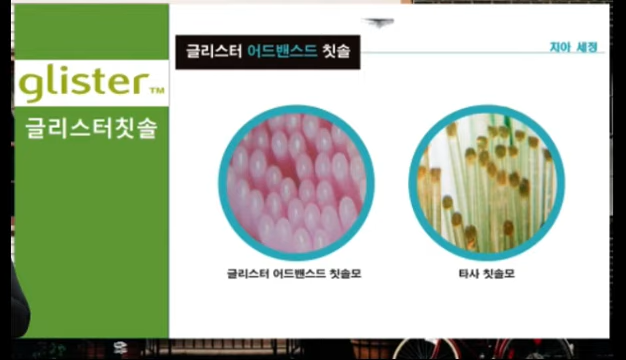 glister™
글리스터칫솔
글리스터 어드밴스드 칫솔
치아 세정
글리스터 어드밴스드 칫솔모
타사 칫솔모